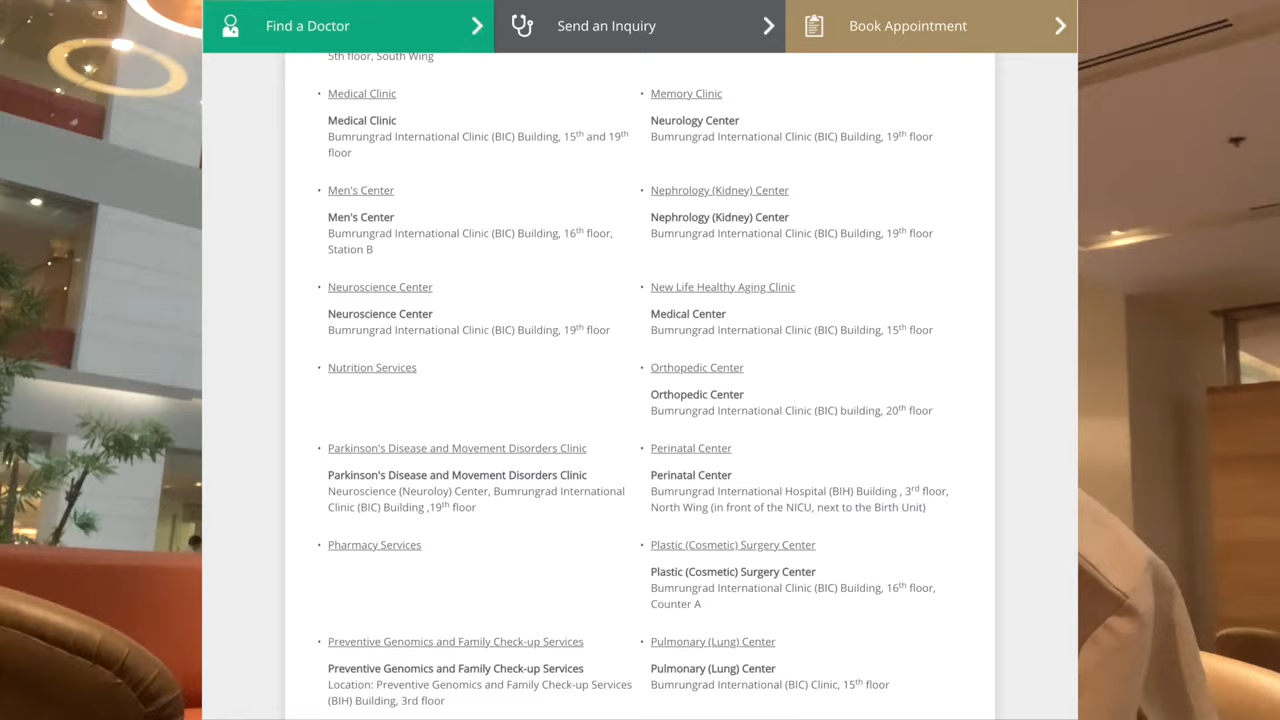 Find a Doctor
Send an Inquiry
Book Appointment
5th floor, South Wing
• Medical Clinic
Medical Clinic
Bumrungrad International Clinic (BIC) Building, 15th and 19th
floor
• Memory Clinic
Neurology Center
Bumrungrad International Clinic (BIC) Building, 19th floor
• Men's Center
Men's Center
Bumrungrad International Clinic (BIC) Building, 16th floor,
Station B
• Nephrology (Kidney) Center
Nephrology (Kidney) Center
Bumrungrad International Clinic (BIC) Building, 19th floor
• Neuroscience Center
Neuroscience Center
Bumrungrad International Clinic (BIC) Building, 19th floor
• New Life Healthy Aging Clinic
Medical Center
Bumrungrad International Clinic (BIC) Building, 15th floor
• Nutrition Services
• Orthopedic Center
Orthopedic Center
Bumrungrad International Clinic (BIC) building, 20th floor
• Parkinson's Disease and Movement Disorders Clinic
Parkinson's Disease and Movement Disorders Clinic
Neuroscience (Neuroloy) Center, Bumrungrad International
Clinic (BIC) Building ,19th floor
• Perinatal Center
Perinatal Center
Bumrungrad International Hospital (BIH) Building , 3rd floor,
North Wing (in front of the NICU, next to the Birth Unit)
• Pharmacy Services
• Plastic (Cosmetic) Surgery Center
Plastic (Cosmetic) Surgery Center
Bumrungrad International Clinic (BIC) Building, 16th floor,
Counter A
• Preventive Genomics and Family Check-up Services
Preventive Genomics and Family Check-up Services
Location: Preventive Genomics and Family Check-up Services
(BIH) Building, 3rd floor
• Pulmonary (Lung) Center
Pulmonary (Lung) Center
Bumrungrad International (BIC) Clinic, 15th floor